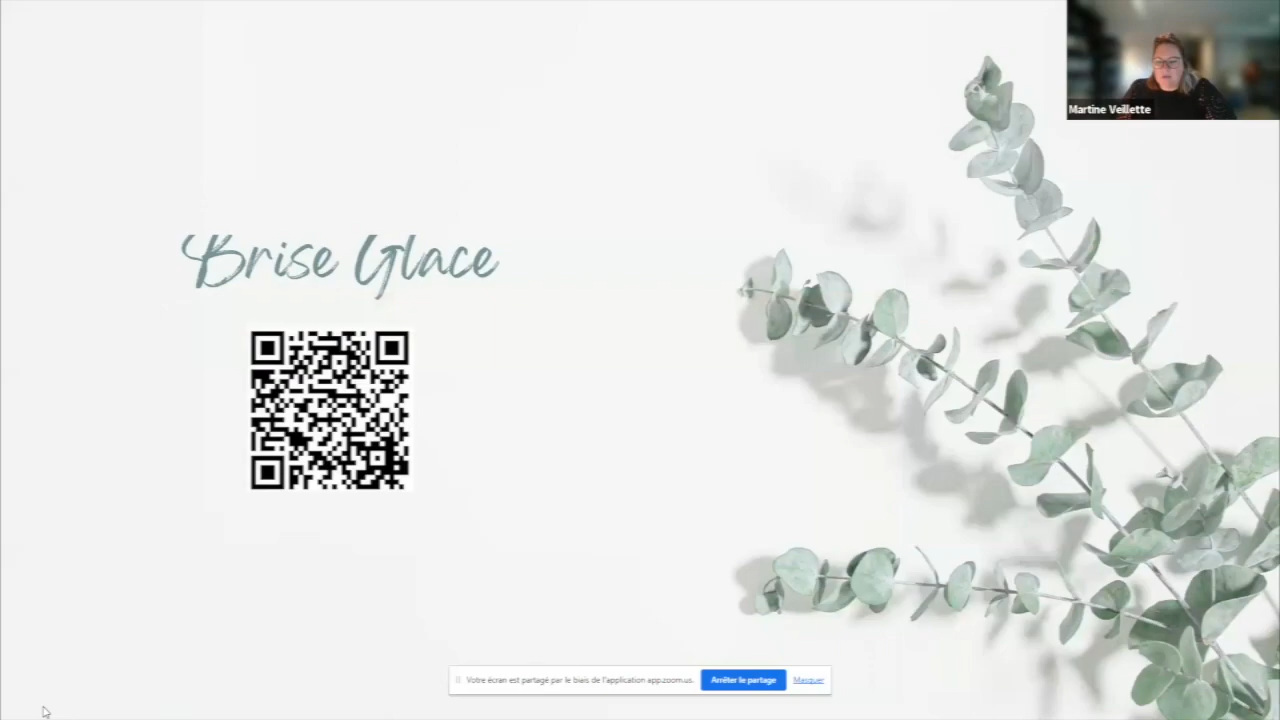 Martine Veillette
Brise Glace
Votre écran est partagé par le biais de l'application app.zoom.us.
Arrêter le partage
Masquer